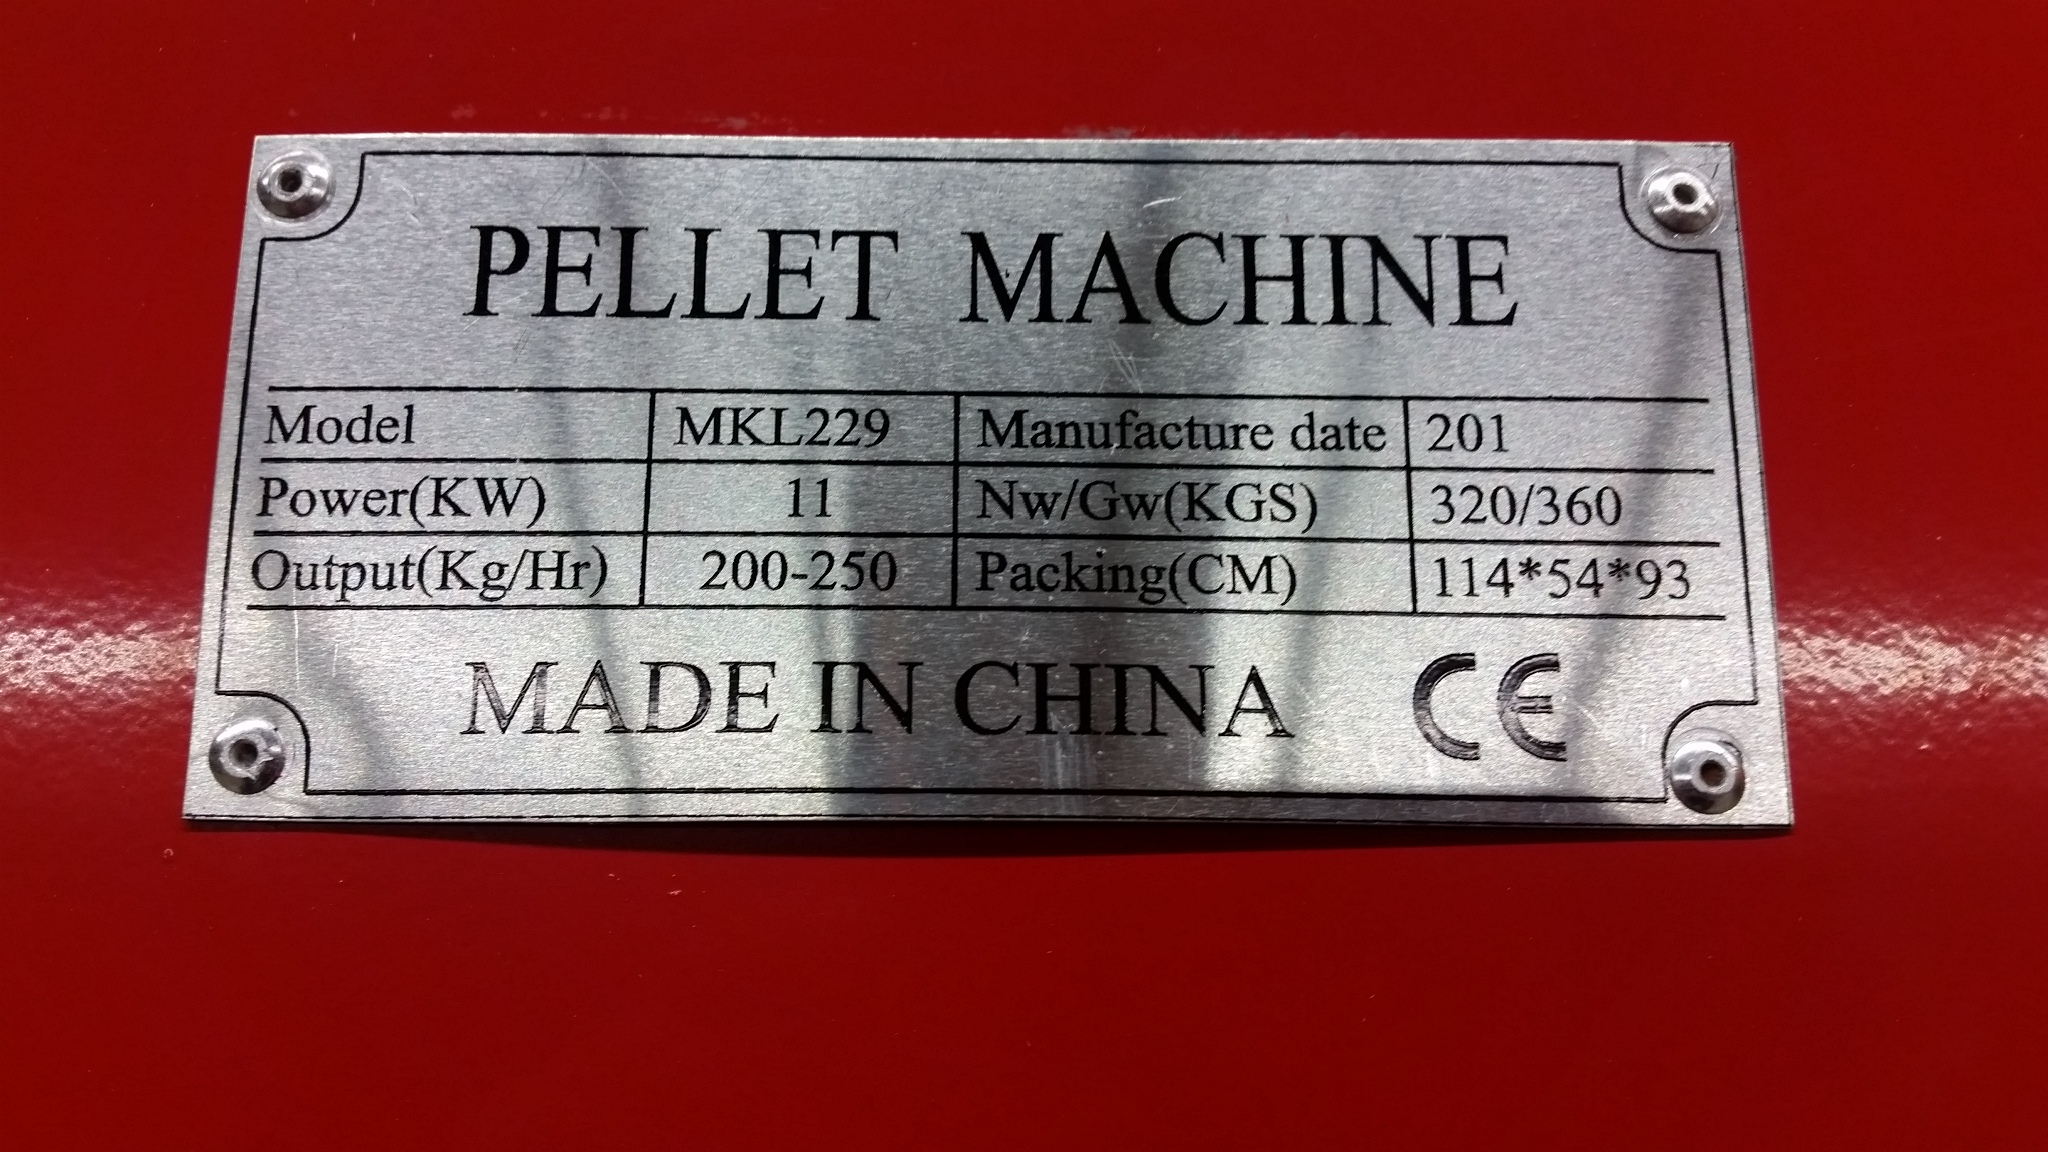 PELLET MACHINE
Model MKL229 Manufacture date 201
Power(KW) 11 Nw/Gw(KGS) 320/360
Output(Kg/Hr) 200-250 Packing(CM) 114*54*93
MADE IN CHINA CE